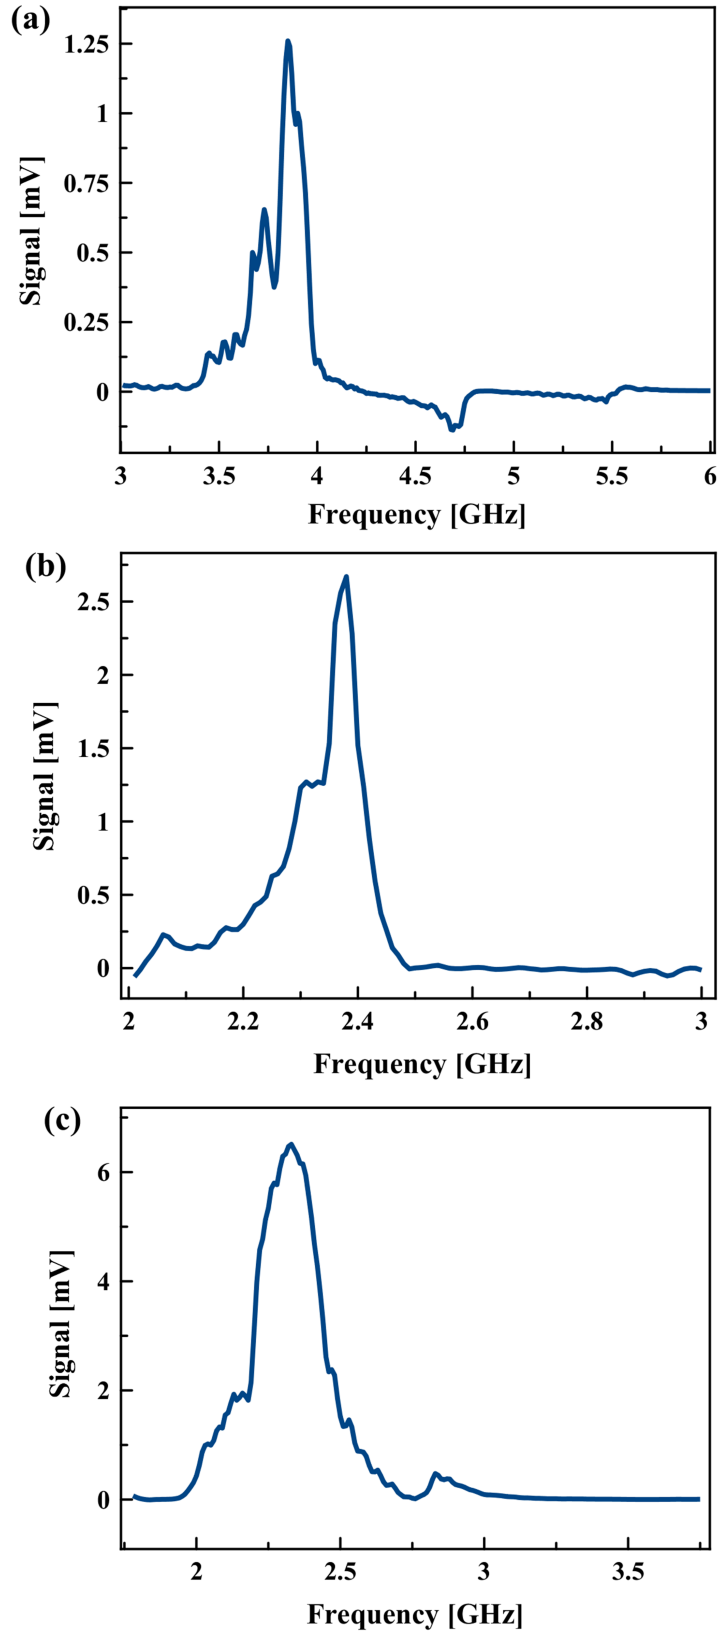 (a)
1.25
1
0.75
0.5
0.25
0
Signal [mV]
3 3.5 4 4.5 5 5.5 6
Frequency [GHz]
(b)
2.5
2
1.5
1
0.5
0
Signal [mV]
2 2.2 2.4 2.6 2.8 3
Frequency [GHz]
(c)
6
4
2
0
Signal [mV]
2 2.5 3 3.5
Frequency [GHz]